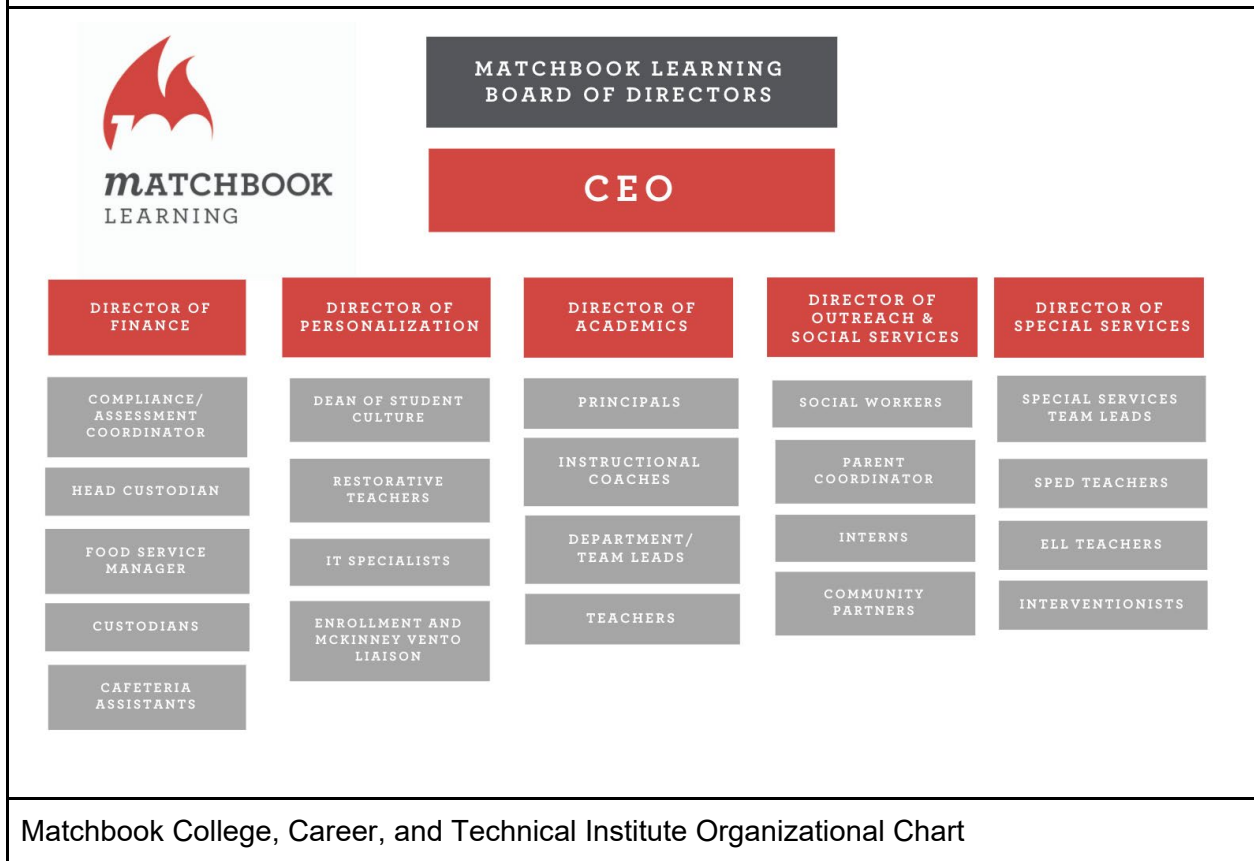 MATCHBOOK
LEARNING
MATCHBOOK LEARNING
BOARD OF DIRECTORS
CEO
DIRECTOR OF
FINANCE
COMPLIANCE/
ASSESSMENT
COORDINATOR
HEAD CUSTODIAN
FOOD SERVICE
MANAGER
CUSTODIANS
CAFETERIA
ASSISTANTS
DIRECTOR OF
PERSONALIZATION
DEAN OF STUDENT
CULTURE
RESTORATIVE
TEACHERS
IT SPECIALISTS
ENROLLMENT AND
MCKINNEY VENTO
LIAISON
DIRECTOR OF
ACADEMICS
PRINCIPALS
INSTRUCTIONAL
COACHES
DEPARTMENT/
TEAM LEADS
TEACHERS
DIRECTOR OF
OUTREACH &
SOCIAL SERVICES
SOCIAL WORKERS
PARENT
COORDINATOR
INTERNS
COMMUNITY
PARTNERS
DIRECTOR OF
SPECIAL SERVICES
SPECIAL SERVICES
TEAM LEADS
SPED TEACHERS
ELL TEACHERS
INTERVENTIONISTS
Matchbook College, Career, and Technical Institute Organizational Chart